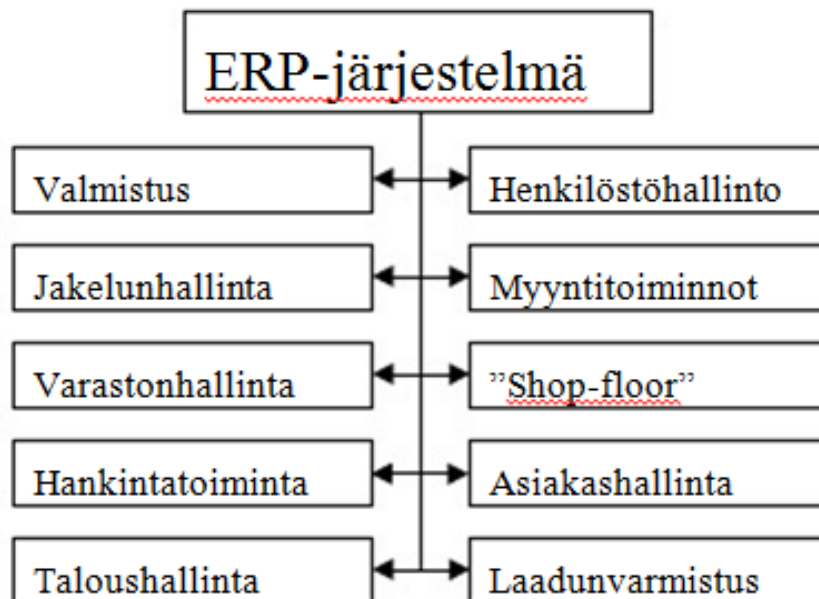 ERP-järjestelmä
Valmistus
Henkilöstöhallinto
Jakelunhallinta
Myyntitoiminnot
Varastonhallinta
”Shop-floor”
Hankintatoiminta
Asiakashallinta
Taloushallinta
Laadunvarmistus